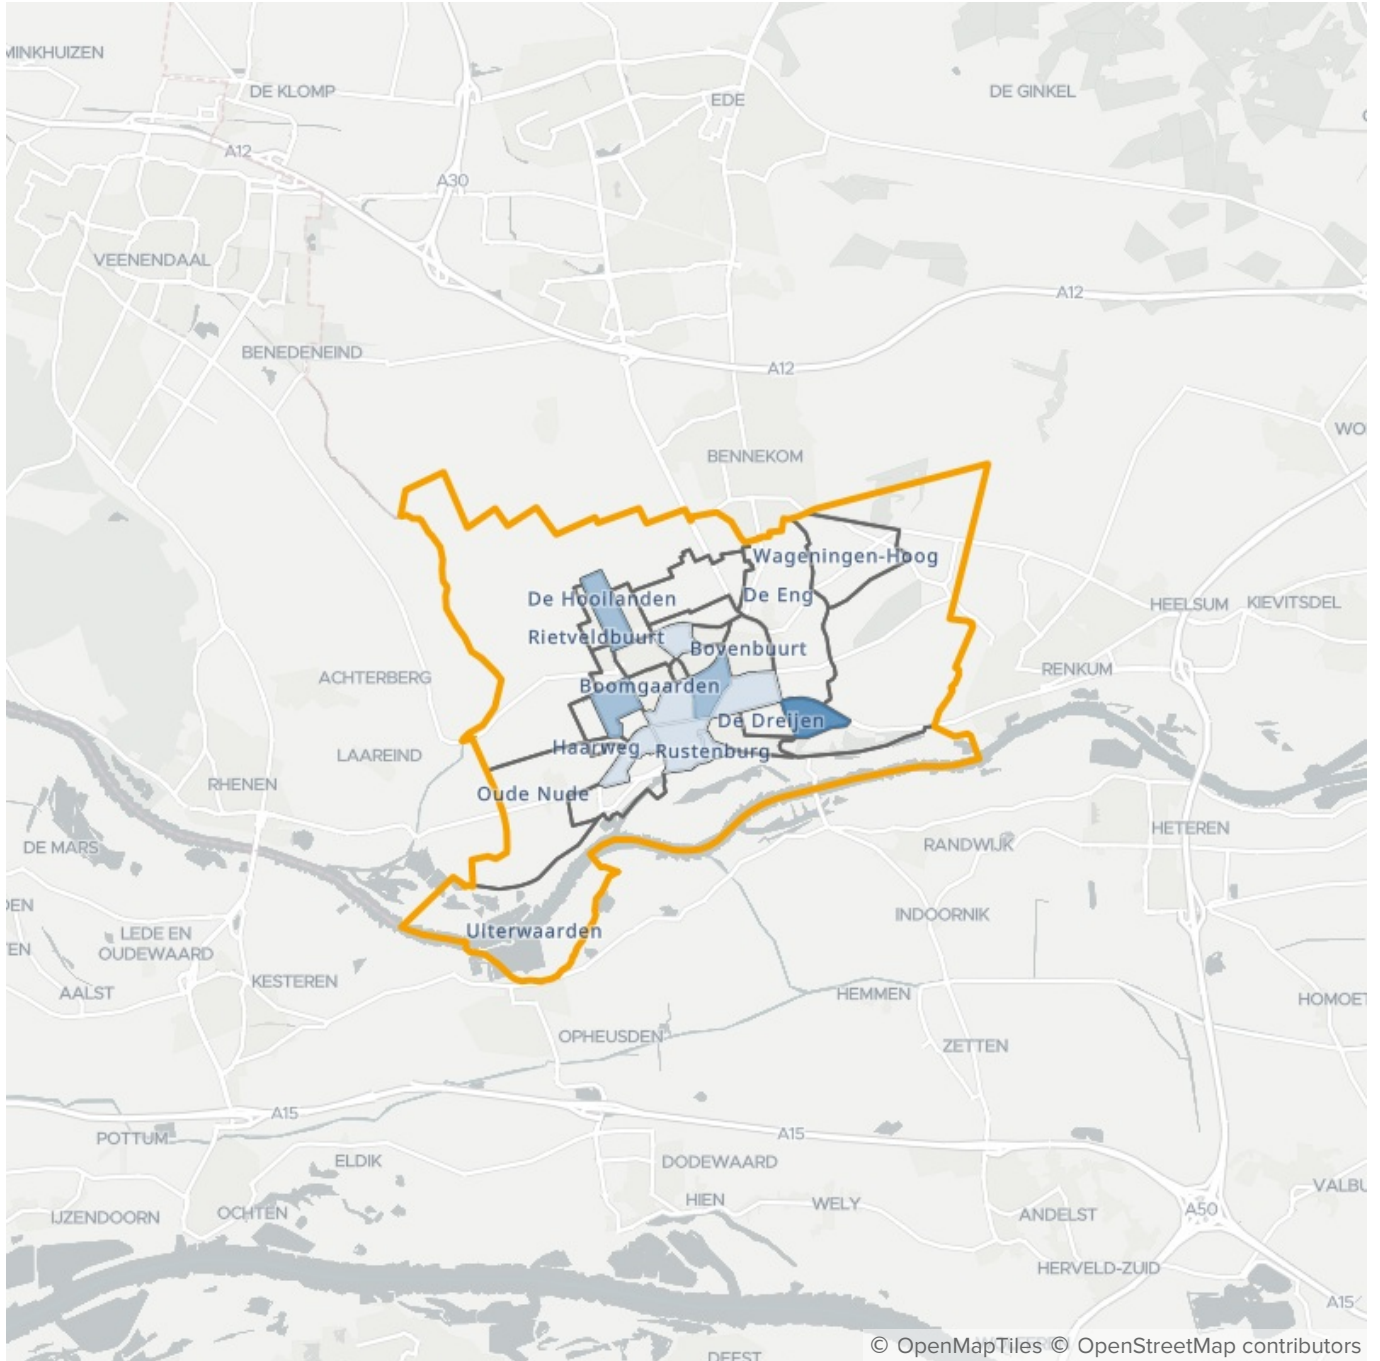 MINKHUIZEN
DE KLOMP
EDE
DE GINKEL
A12
A30
VEENENDAAL
A12
BENEDENEIND
A12
WO
BENNEKOM
Wageningen-Hoog
De Hooilanden
De Eng
HEELSUM
KIEVITSDEL
Rietveldbuurt
Bovenbuurt
ACHTERBERG
RENKUM
Boomgaarden
De Dreijen
LAAREIND
Haarweg
Rustenburg
RHENEN
Oude Nude
HETEREN
DE MARS
RANDWIJK
DEN
INDOORNIK
LEDE EN
OUDEWAARD
Uiterwaarden
TEN
KESTEREN
AALST
HEMMEN
HOMOET
OPHEUSDEN
ZETTEN
A15
A15
POTTUM
ELDIK
DODEWAARD
VALBU
HIEN
WELY
IJZENDOORN
OCHTEN
ANDELST
A50
HERVELD-ZUID
A15
© OpenMapTiles © OpenStreetMap contributors
DEEST